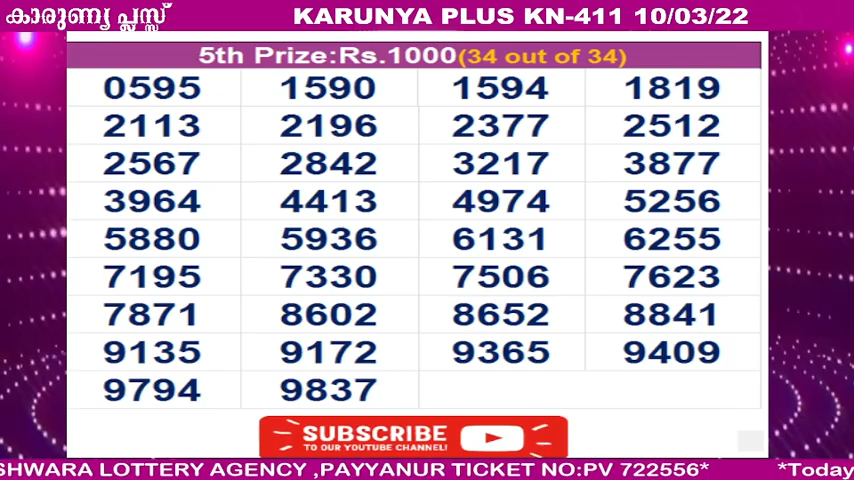 കാരുണ്യ പ്ലസ്സ്
KARUNYA PLUS KN-411 10/03/22
5th Prize:Rs.1000(34 out of 34)
0595 1590 1594 1819
2113 2196 2377 2512
2567 2842 3217 3877
3964 4413 4974 5256
5880 5936 6131 6255
7195 7330 7506 7623
7871 8602 8652 8841
9135 9172 9365 9409
9794 9837
SUBSCRIBE
TO OUR YOUTUBE CHANNEL!
SHWARA LOTTERY AGENCY ,PAYYANUR TICKET NO:PV 722556* *Today